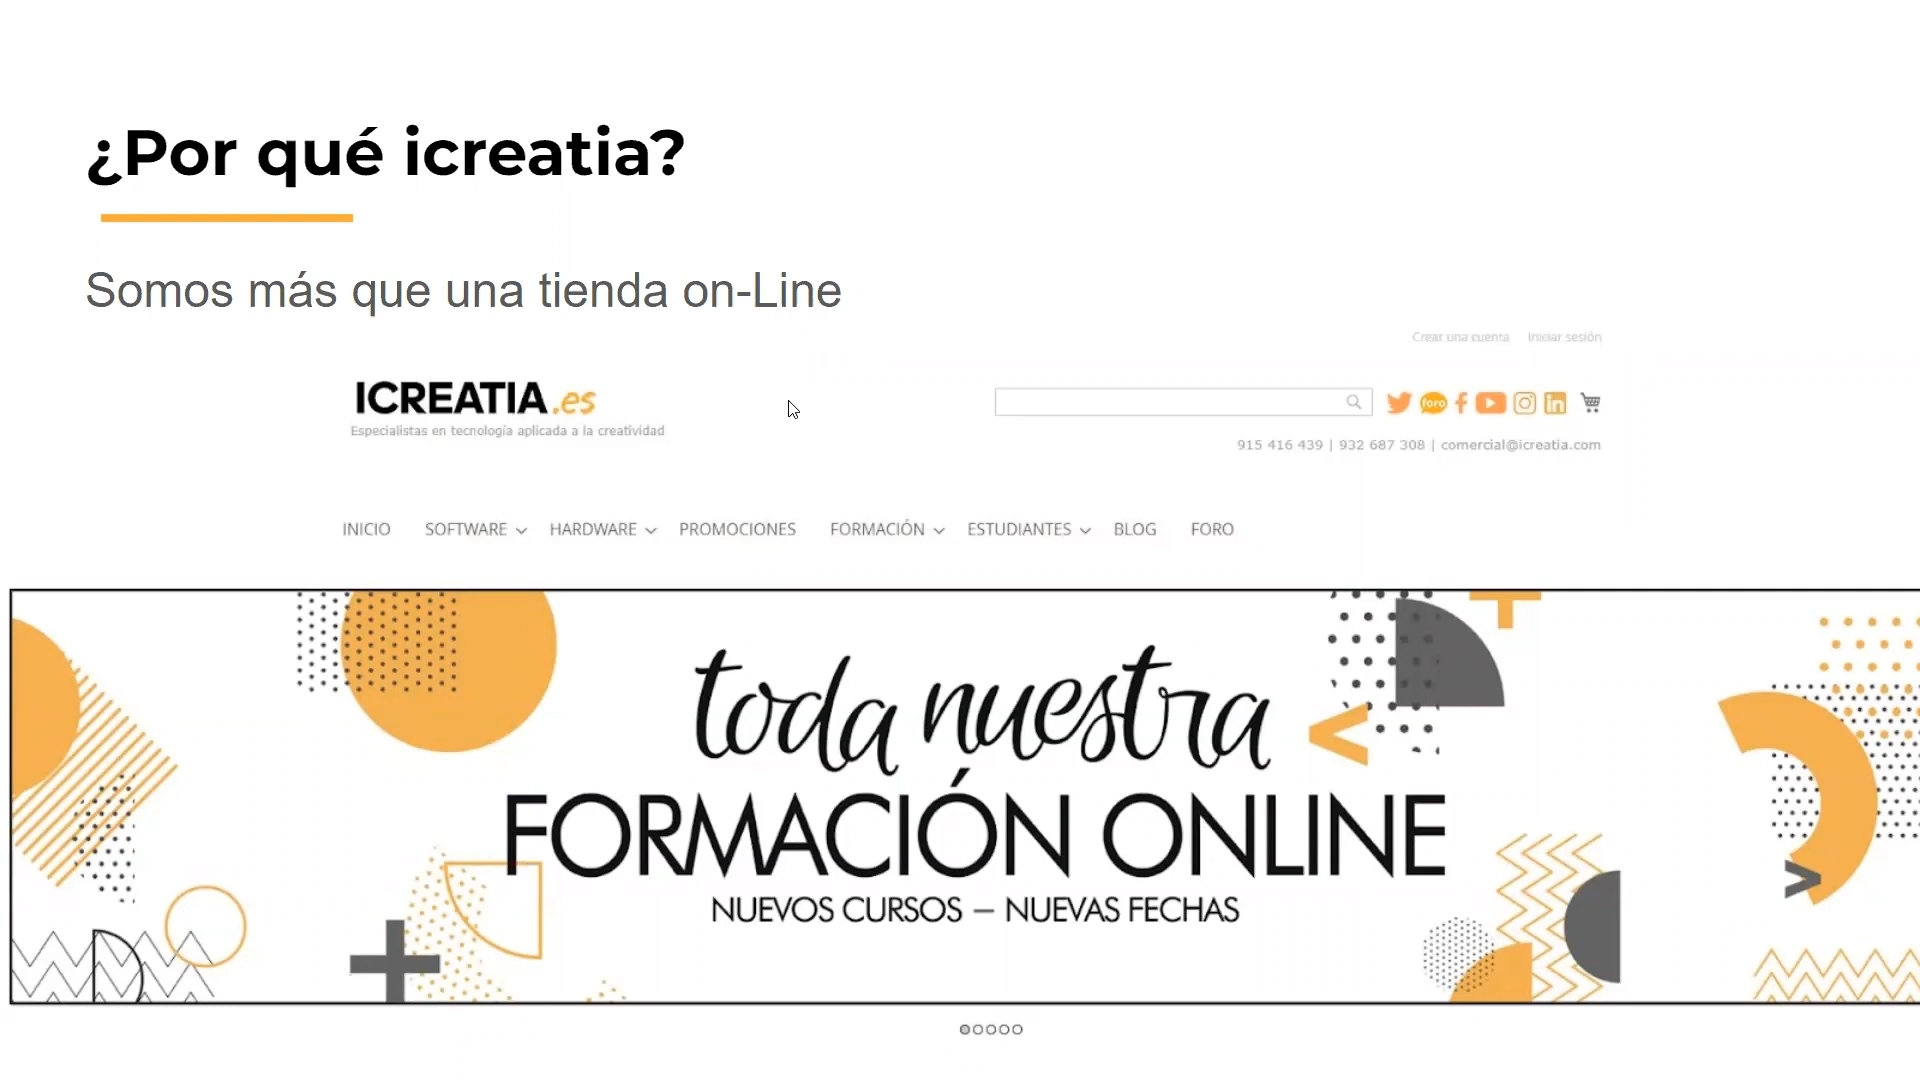 ¿Por qué icreatia?
Somos más que una tienda on-Line
Crear una cuenta Iniciar sesión
ICREATIA.es
Especialistas en tecnología aplicada a la creatividad
foro
915 416 439 | 932 687 308 | comercial@icreatia.com
INICIO SOFTWARE HARDWARE PROMOCIONES FORMACIÓN ESTUDIANTES BLOG FORO
toda nuestra
FORMACIÓN ONLINE
NUEVOS CURSOS – NUEVAS FECHAS